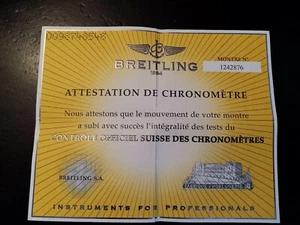 BREITLING
1884
MONTRE N°
1242876
ATTESTATION DE CHRONOMÈTRE
Nous attestons que le mouvement de votre montre
a subi avec succès l'intégralité des tests du
CONTRÔLE OFFICIEL SUISSE DES CHRONOMÈTRES
BREITLING S.A.
INSTRUMENTS FOR PROFESSIONALS